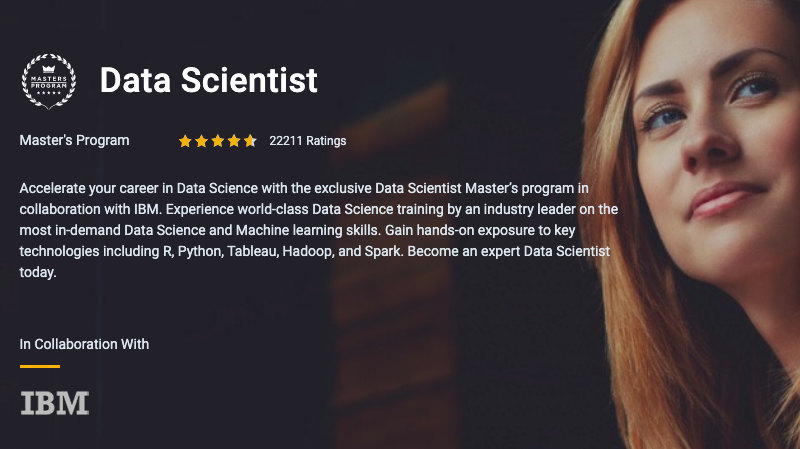 MASTERS
PROGRAM
Data Scientist
Master's Program
22211 Ratings
Accelerate your career in Data Science with the exclusive Data Scientist Master’s program in
collaboration with IBM. Experience world-class Data Science training by an industry leader on the
most in-demand Data Science and Machine learning skills. Gain hands-on exposure to key
technologies including R, Python, Tableau, Hadoop, and Spark. Become an expert Data Scientist
today.
In Collaboration With
IBM